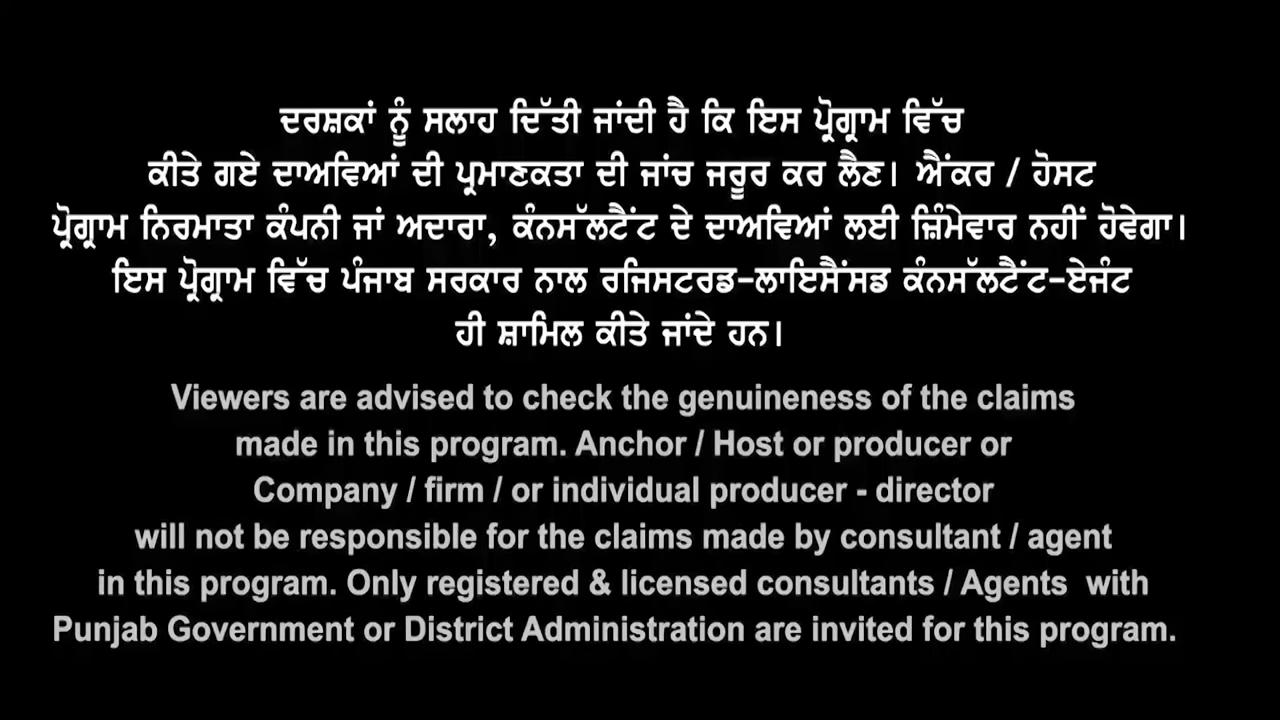 ਦਰਸ਼ਕਾਂ ਨੂੰ ਸਲਾਹ ਦਿੱਤੀ ਜਾਂਦੀ ਹੈ ਕਿ ਇਸ ਪ੍ਰੋਗ੍ਰਾਮ ਵਿੱਚ
ਕੀਤੇ ਗਏ ਦਾਅਵਿਆਂ ਦੀ ਪ੍ਰਮਾਣਕਤਾ ਦੀ ਜਾਂਚ ਜਰੂਰ ਕਰ ਲੈਣ। ਐਂਕਰ / ਹੋਸਟ
ਪ੍ਰੋਗ੍ਰਾਮ ਨਿਰਮਾਤਾ ਕੰਪਨੀ ਜਾਂ ਅਦਾਰਾ, ਕੰਨਸੱਲਟੈਂਟ ਦੇ ਦਾਅਵਿਆਂ ਲਈ ਜ਼ਿੰਮੇਵਾਰ ਨਹੀਂ ਹੋਵੇਗਾ।
ਇਸ ਪ੍ਰੋਗ੍ਰਾਮ ਵਿੱਚ ਪੰਜਾਬ ਸਰਕਾਰ ਨਾਲ ਰਜਿਸਟਰਡ-ਲਾਇਸੈਂਸਡ ਕੰਨਸੱਲਟੈਂਟ-ਏਜੰਟ
ਹੀ ਸ਼ਾਮਿਲ ਕੀਤੇ ਜਾਂਦੇ ਹਨ।
Viewers are advised to check the genuineness of the claims
made in this program. Anchor / Host or producer or
Company / firm / or individual producer - director
will not be responsible for the claims made by consultant / agent
in this program. Only registered & licensed consultants / Agents with
Punjab Government or District Administration are invited for this program.